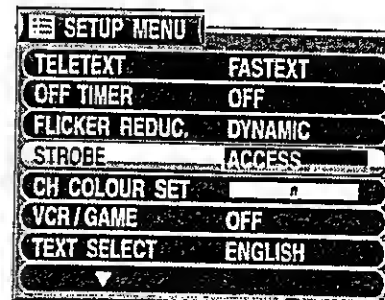 SETUP MENU
TELETEXT FASTEXT
OFF TIMER OFF
FLICKER REDUC. DYNAMIC
STROBE ACCESS
CH COLOUR SET
VCR / GAME OFF
TEXT SELECT ENGLISH